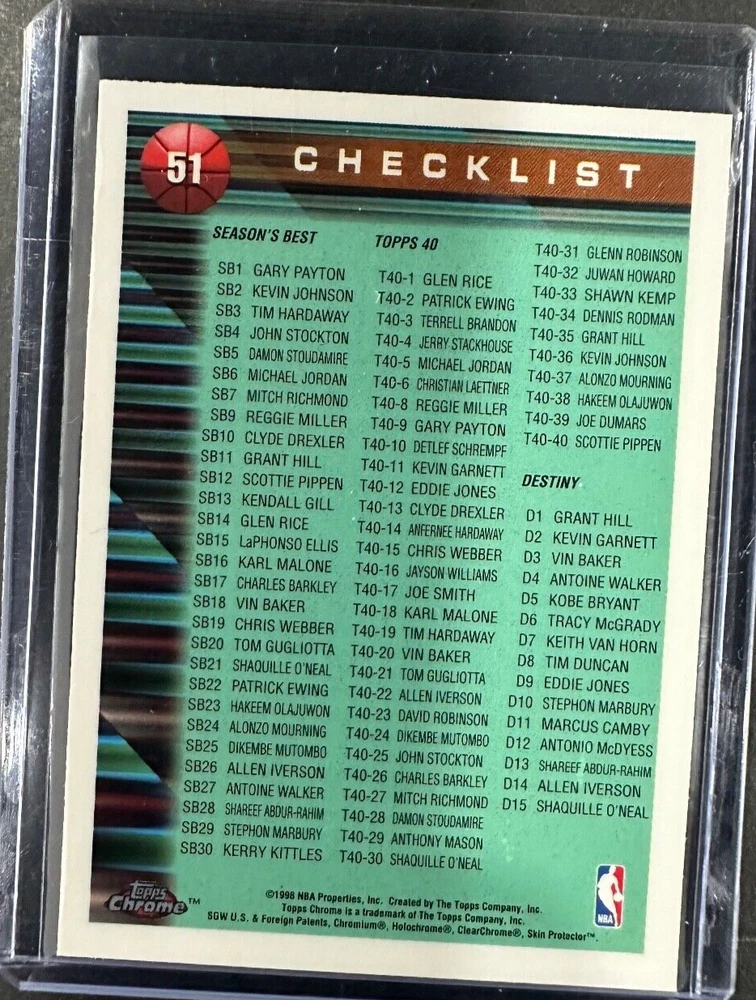 51
CHECKLIST
SEASON'S BEST
SB1 GARY PAYTON
SB2 KEVIN JOHNSON
SB3 TIM HARDAWAY
SB4 JOHN STOCKTON
SB5 DAMON STOUDAMIRE
SB6 MICHAEL JORDAN
SB7 MITCH RICHMOND
SB9 REGGIE MILLER
SB10 CLYDE DREXLER
SB11 GRANT HILL
SB12 SCOTTIE PIPPEN
SB13 KENDALL GILL
SB14 GLEN RICE
SB15 LaPHONSO ELLIS
SB16 KARL MALONE
SB17 CHARLES BARKLEY
SB18 VIN BAKER
SB19 CHRIS WEBBER
SB20 TOM GUGLIOTTA
SB21 SHAQUILLE O'NEAL
SB22 PATRICK EWING
SB23 HAKEEM OLAJUWON
SB24 ALONZO MOURNING
SB25 DIKEMBE MUTOMBO
SB26 ALLEN IVERSON
SB27 ANTOINE WALKER
SB28 SHAREEF ABDUR-RAHIM
SB29 STEPHON MARBURY
SB30 KERRY KITTLES
TOPPS 40
T40-1 GLEN RICE
T40-2 PATRICK EWING
T40-3 TERRELL BRANDON
T40-4 JERRY STACKHOUSE
T40-5 MICHAEL JORDAN
T40-6 CHRISTIAN LAETTNER
T40-8 REGGIE MILLER
T40-9 GARY PAYTON
T40-10 DETLEF SCHREMPF
T40-11 KEVIN GARNETT
T40-12 EDDIE JONES
T40-13 CLYDE DREXLER
T40-14 ANFERNEE HARDAWAY
T40-15 CHRIS WEBBER
T40-16 JAYSON WILLIAMS
T40-17 JOE SMITH
T40-18 KARL MALONE
T40-19 TIM HARDAWAY
T40-20 VIN BAKER
T40-21 TOM GUGLIOTTA
T40-22 ALLEN IVERSON
T40-23 DAVID ROBINSON
T40-24 DIKEMBE MUTOMBO
T40-25 JOHN STOCKTON
T40-26 CHARLES BARKLEY
T40-27 MITCH RICHMOND
T40-28 DAMON STOUDAMIRE
T40-29 ANTHONY MASON
T40-30 SHAQUILLE O'NEAL
T40-31 GLENN ROBINSON
T40-32 JUWAN HOWARD
T40-33 SHAWN KEMP
T40-34 DENNIS RODMAN
T40-35 GRANT HILL
T40-36 KEVIN JOHNSON
T40-37 ALONZO MOURNING
T40-38 HAKEEM OLAJUWON
T40-39 JOE DUMARS
T40-40 SCOTTIE PIPPEN
DESTINY
D1 GRANT HILL
D2 KEVIN GARNETT
D3 VIN BAKER
D4 ANTOINE WALKER
D5 KOBE BRYANT
D6 TRACY McGRADY
D7 KEITH VAN HORN
D8 TIM DUNCAN
D9 EDDIE JONES
D10 STEPHON MARBURY
D11 MARCUS CAMBY
D12 ANTONIO McDYESS
D13 SHAREEF ABDUR-RAHIM
D14 ALLEN IVERSON
D15 SHAQUILLE O'NEAL
Topps
Chrome™
©1998 NBA Properties, Inc. Created by The Topps Company, Inc.
Topps Chrome is a trademark of The Topps Company, Inc.
SGW U.S. & Foreign Patents, Chromium®, Holochrome®, ClearChrome®, Skin Protector™.
NBA